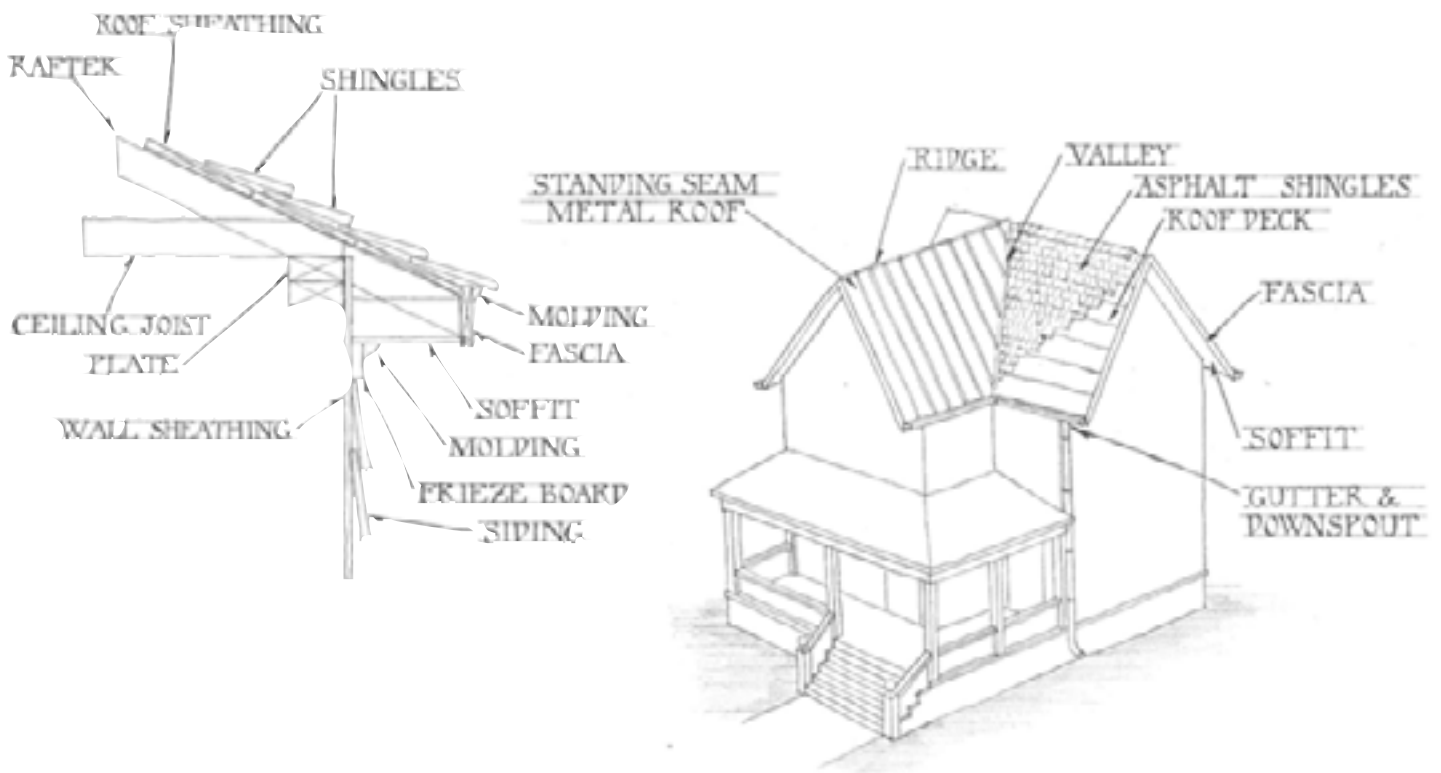 ROOF SHEATHING
RAFTER
SHINGLES
CEILING JOIST
PLATE
WALL SHEATHING
MOLDING
FASCIA
SOFFIT
MOLDING
FRIEZE BOARD
SIDING
STANDING SEAM
METAL ROOF
RIDGE
VALLEY
ASPHALT SHINGLES
ROOF DECK
FASCIA
SOFFIT
GUTTER &
DOWNSPOUT